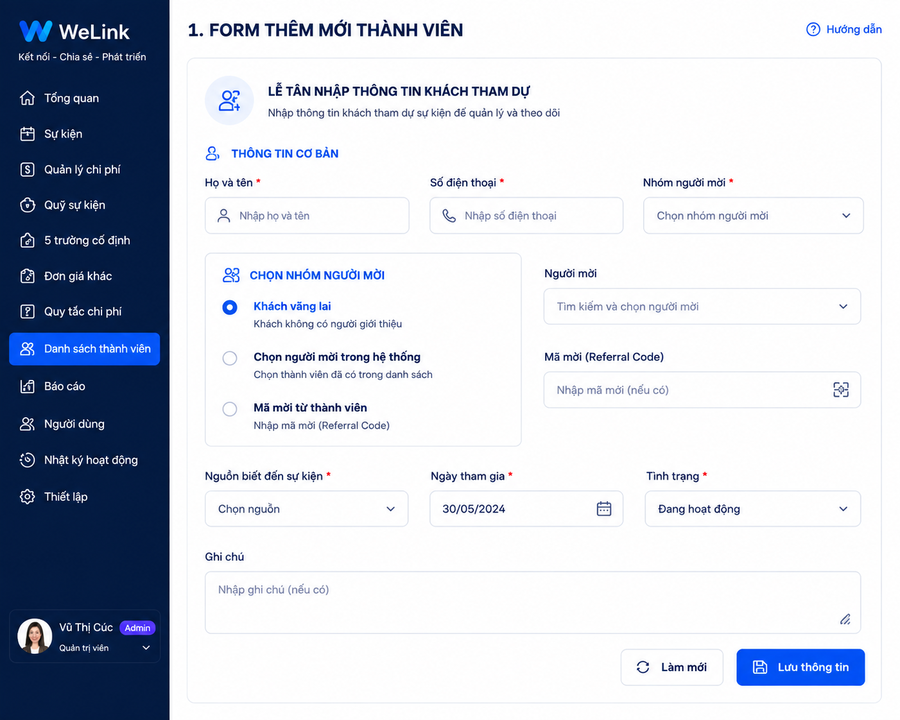 WeLink
Kết nối - Chia sẻ - Phát triển
Tổng quan
Sự kiện
Quản lý chi phí
Quỹ sự kiện
5 trường cố định
Đơn giá khác
Quy tắc chi phí
Danh sách thành viên
Báo cáo
Người dùng
Nhật ký hoạt động
Thiết lập
Vũ Thị Cúc Admin
Quản trị viên
1. FORM THÊM MỚI THÀNH VIÊN
Hướng dẫn
LỄ TÂN NHẬP THÔNG TIN KHÁCH THAM DỰ
Nhập thông tin khách tham dự sự kiện để quản lý và theo dõi
THÔNG TIN CƠ BẢN
Họ và tên *
Số điện thoại *
Nhóm người mời *
Nhập họ và tên
Nhập số điện thoại
Chọn nhóm người mời
CHỌN NHÓM NGƯỜI MỜI
Khách vãng lai
Khách không có người giới thiệu
Chọn người mời trong hệ thống
Chọn thành viên đã có trong danh sách
Mã mời từ thành viên
Nhập mã mời (Referral Code)
Người mời
Tìm kiếm và chọn người mời
Mã mời (Referral Code)
Nhập mã mời (nếu có)
Nguồn biết đến sự kiện *
Ngày tham gia *
Tình trạng *
Chọn nguồn
30/05/2024
Đang hoạt động
Ghi chú
Nhập ghi chú (nếu có)
Làm mới
Lưu thông tin